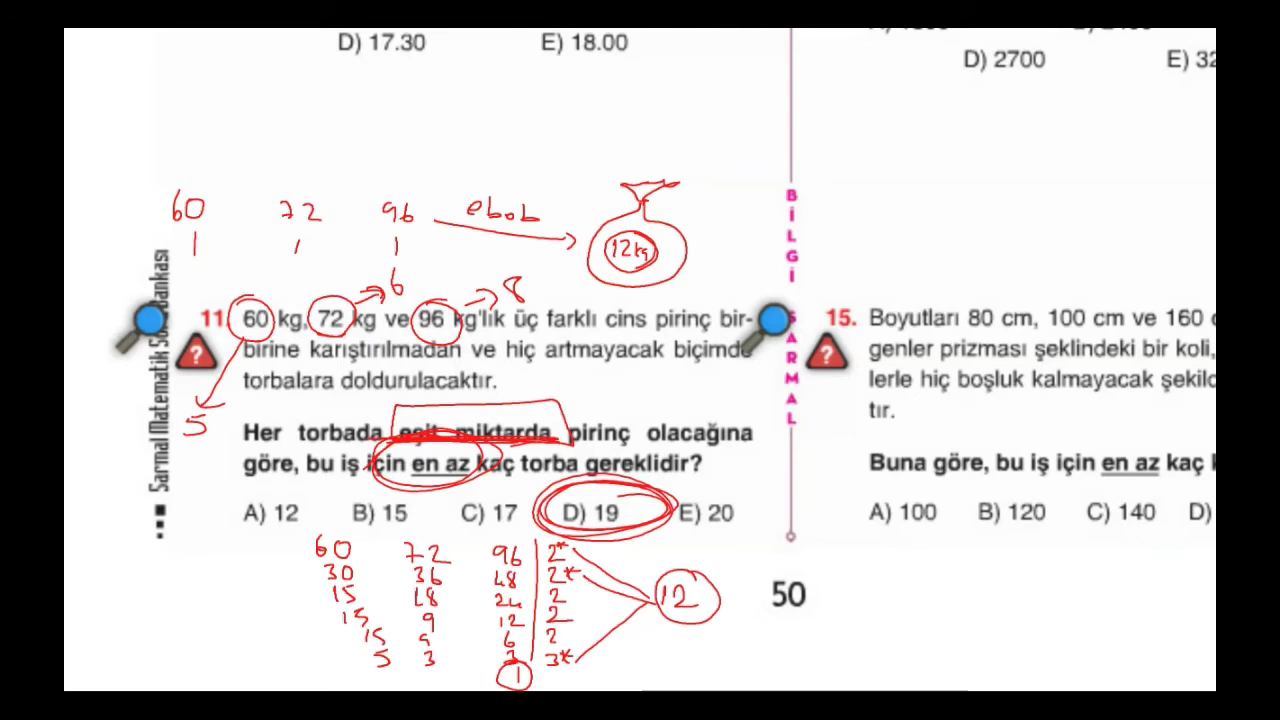 D) 17.30 E) 18.00
D) 2700 E) 32
60 72 96 ebob
12kg
6
8
Sarmal Matematik Soru Bankası
11. 60 kg, 72 kg ve 96 kg'lık üç farklı cins pirinç bir-
birine karıştırılmadan ve hiç artmayacak biçimde
torbalara doldurulacaktır.
5
Her torbada eşit miktarda pirinç olacağına
göre, bu iş için en az kaç torba gereklidir?
A) 12 B) 15 C) 17 D) 19 E) 20
60 72 96 2*
30 36 48 2*
15 18 24 2
15 9 12 2
15 9 6 2
5 3 3 3*
1
12
BİLGİ SARMAL
15. Boyutları 80 cm, 100 cm ve 160
genler prizması şeklindeki bir koli,
lerle hiç boşluk kalmayacak şekild
tır.
Buna göre, bu iş için en az kaç
A) 100 B) 120 C) 140 D)
50